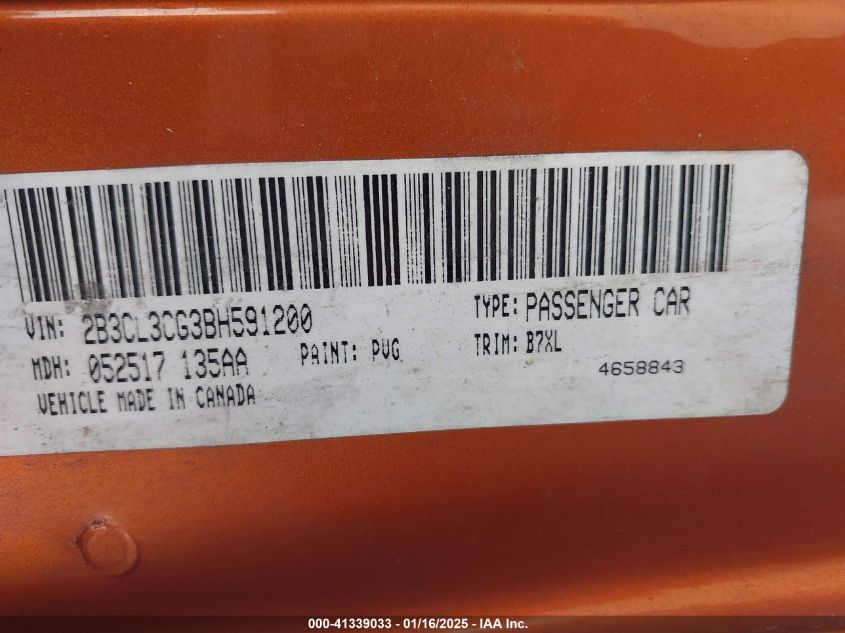 VIN: 2B3CL3CG3BH591200 TYPE: PASSENGER CAR
MDH: 052517 135AA PAINT: PVG TRIM: B7XL
4658843
VEHICLE MADE IN CANADA
000-41339033 - 01/16/2025 - IAA Inc.